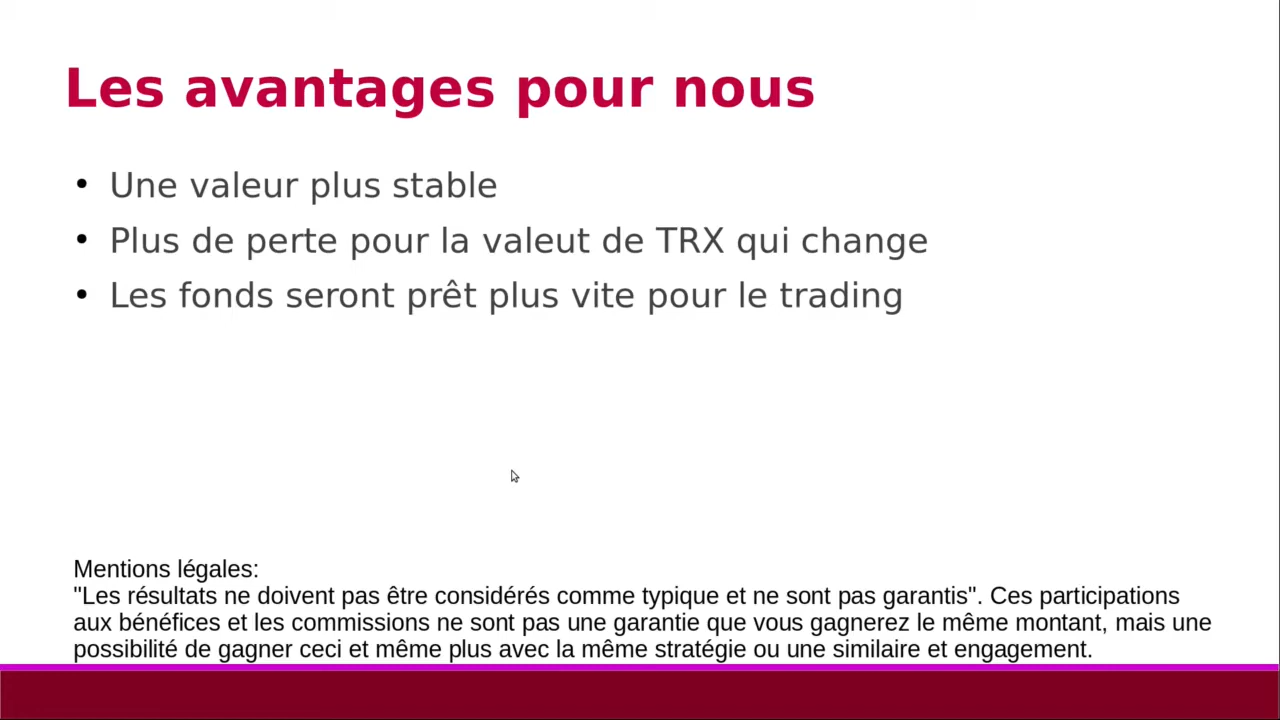 Les avantages pour nous
• Une valeur plus stable
• Plus de perte pour la valeut de TRX qui change
• Les fonds seront prêt plus vite pour le trading
Mentions légales:
"Les résultats ne doivent pas être considérés comme typique et ne sont pas garantis". Ces participations
aux bénéfices et les commissions ne sont pas une garantie que vous gagnerez le même montant, mais une
possibilité de gagner ceci et même plus avec la même stratégie ou une similaire et engagement.